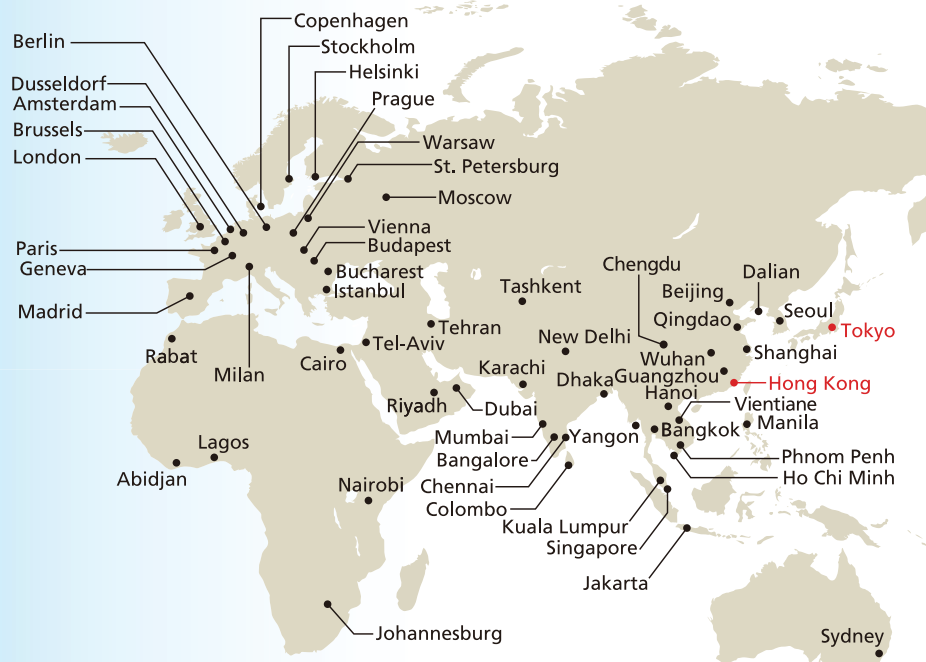 Copenhagen
Berlin
Stockholm
Helsinki
Dusseldorf
Prague
Amsterdam
Brussels
Warsaw
London
St. Petersburg
Moscow
Vienna
Paris
Budapest
Geneva
Bucharest
Istanbul
Madrid
Chengdu
Dalian
Tashkent
Beijing
Seoul
Qingdao
Tokyo
Tehran
New Delhi
Tel-Aviv
Rabat
Cairo
Milan
Wuhan
Shanghai
Karachi
Dhaka
Guangzhou
Hong Kong
Hanoi
Riyadh
Dubai
Vientiane
Mumbai
Yangon
Bangkok
Manila
Lagos
Bangalore
Phnom Penh
Abidjan
Nairobi
Chennai
Ho Chi Minh
Colombo
Kuala Lumpur
Singapore
Jakarta
Johannesburg
Sydney